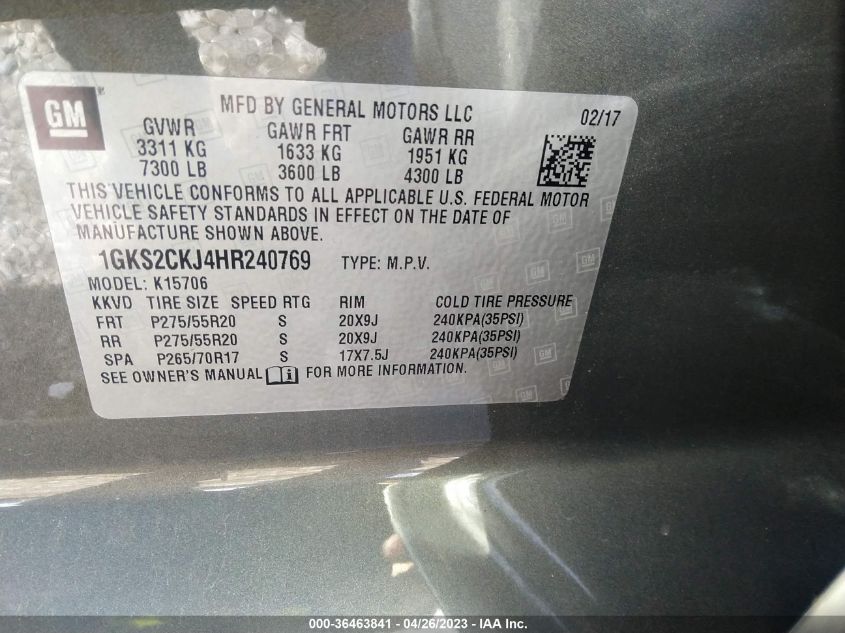 GM
MFD BY GENERAL MOTORS LLC 02/17
GVWR GAWR FRT GAWR RR
3311 KG 1633 KG 1951 KG
7300 LB 3600 LB 4300 LB
THIS VEHICLE CONFORMS TO ALL APPLICABLE U.S. FEDERAL MOTOR
VEHICLE SAFETY STANDARDS IN EFFECT ON THE DATE OF
MANUFACTURE SHOWN ABOVE.
1GKS2CKJ4HR240769 TYPE: M.P.V.
MODEL: K15706
KKVD TIRE SIZE SPEED RTG RIM COLD TIRE PRESSURE
FRT P275/55R20 S 20X9J 240KPA(35PSI)
RR P275/55R20 S 20X9J 240KPA(35PSI)
SPA P265/70R17 S 17X7.5J 240KPA(35PSI)
SEE OWNER'S MANUAL FOR MORE INFORMATION.
000-36463841 - 04/26/2023 - IAA Inc.